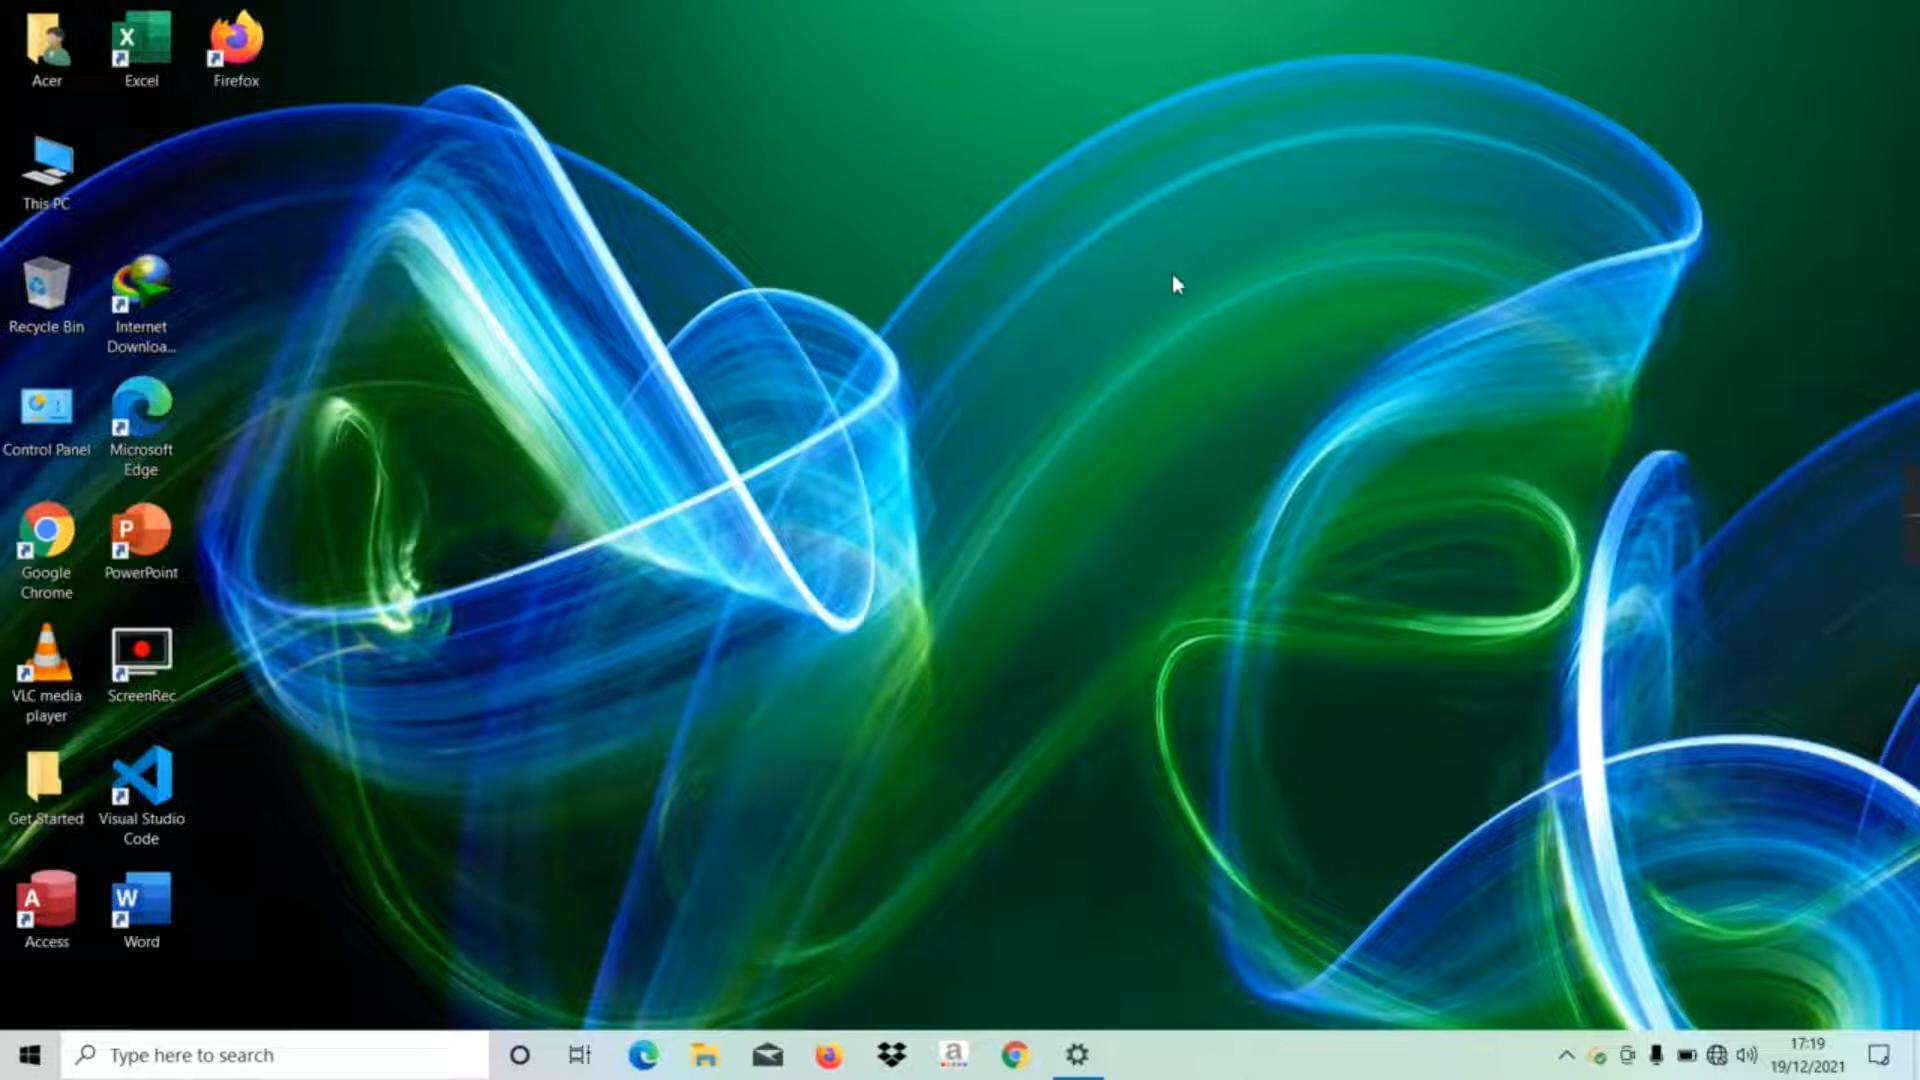 Acer
Excel
Firefox
This PC
Recycle Bin
Internet
Downloa...
Control Panel
Microsoft
Edge
Google
Chrome
PowerPoint
VLC media
player
ScreenRec
Get Started
Visual Studio
Code
Access
Word
Type here to search
17:19
19/12/2021